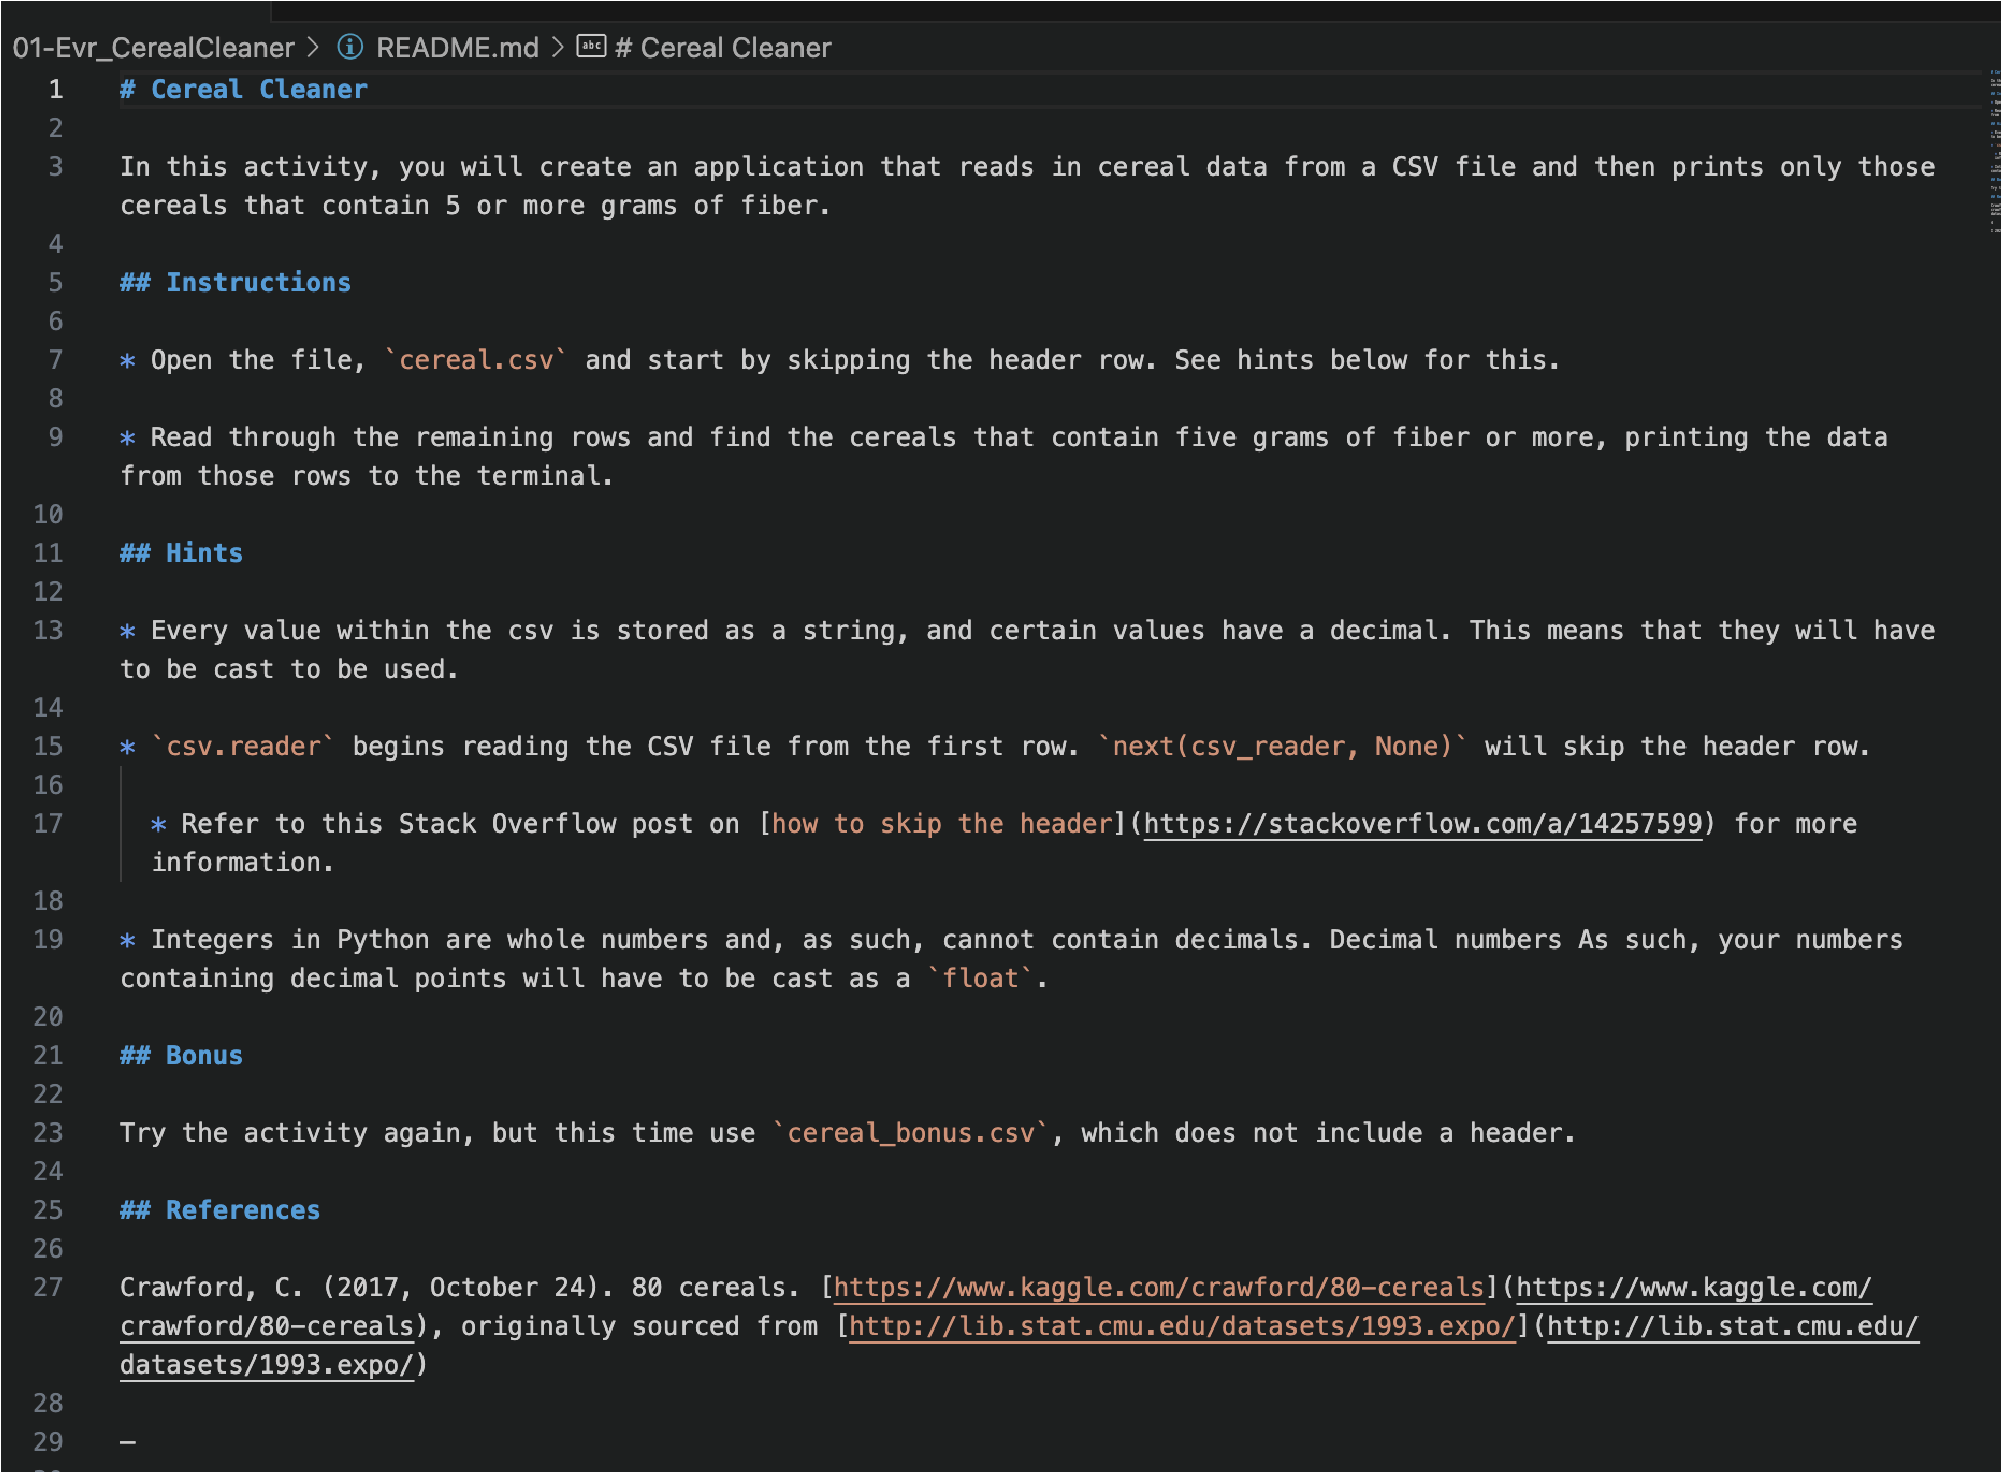 01-Evr_CerealCleaner > README.md > # Cereal Cleaner
1 # Cereal Cleaner
2
3 In this activity, you will create an application that reads in cereal data from a CSV file and then prints only those
cereals that contain 5 or more grams of fiber.
4
5 ## Instructions
6
7 * Open the file, `cereal.csv` and start by skipping the header row. See hints below for this.
8
9 * Read through the remaining rows and find the cereals that contain five grams of fiber or more, printing the data
from those rows to the terminal.
10
11 ## Hints
12
13 * Every value within the csv is stored as a string, and certain values have a decimal. This means that they will have
to be cast to be used.
14
15 * `csv.reader` begins reading the CSV file from the first row. `next(csv_reader, None)` will skip the header row.
16
17 * Refer to this Stack Overflow post on [how to skip the header](https://stackoverflow.com/a/14257599) for more
information.
18
19 * Integers in Python are whole numbers and, as such, cannot contain decimals. Decimal numbers As such, your numbers
containing decimal points will have to be cast as a `float`.
20
21 ## Bonus
22
23 Try the activity again, but this time use `cereal_bonus.csv`, which does not include a header.
24
25 ## References
26
27 Crawford, C. (2017, October 24). 80 cereals. [https://www.kaggle.com/crawford/80-cereals](https://www.kaggle.com/
crawford/80-cereals), originally sourced from [http://lib.stat.cmu.edu/datasets/1993.expo/](http://lib.stat.cmu.edu/
datasets/1993.expo/)
28
29 —